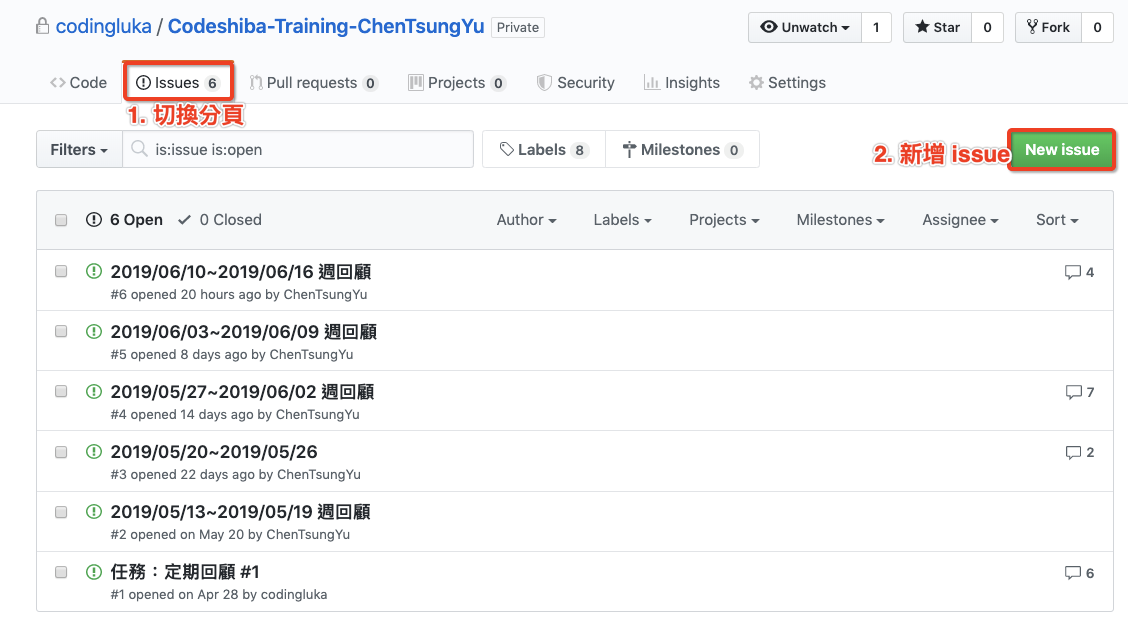 codingluka / Codeshiba-Training-ChenTsungYu Private
Unwatch 1 Star 0 Fork 0
Code Issues 6 Pull requests 0 Projects 0 Security Insights Settings
1. 切換分頁
Filters is:issue is:open Labels 8 Milestones 0 2. 新增 issue New issue
6 Open 0 Closed Author Labels Projects Milestones Assignee Sort
2019/06/10~2019/06/16 週回顧 4
#6 opened 20 hours ago by ChenTsungYu
2019/06/03~2019/06/09 週回顧
#5 opened 8 days ago by ChenTsungYu
2019/05/27~2019/06/02 週回顧 7
#4 opened 14 days ago by ChenTsungYu
2019/05/20~2019/05/26 2
#3 opened 22 days ago by ChenTsungYu
2019/05/13~2019/05/19 週回顧
#2 opened on May 20 by ChenTsungYu
任務：定期回顧 #1 6
#1 opened on Apr 28 by codingluka